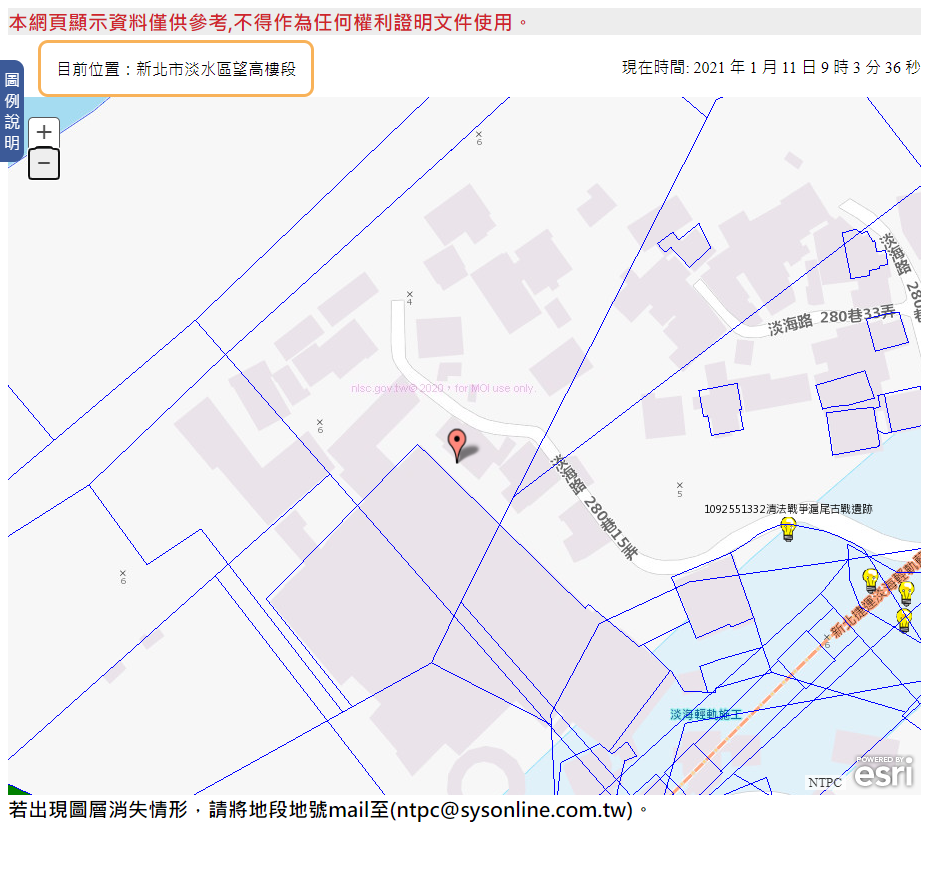 本網頁顯示資料僅供參考,不得作為任何權利證明文件使用。
目前位置：新北市淡水區望高樓段
現在時間: 2021 年 1 月 11 日 9 時 3 分 36 秒
圖例說明
+
−
×6
淡海路 280巷
×4
淡海路 280巷33弄
nlsc.gov.tw© 2020，for MOI use only.
×6
淡海路 280巷15弄
×5
1092551332清法戰爭滬尾古戰遺跡
×6
新北捷運淡海輕軌
淡海輕軌施工
POWERED BY
esri
NTPC
若出現圖層消失情形，請將地段地號mail至(ntpc@sysonline.com.tw)。